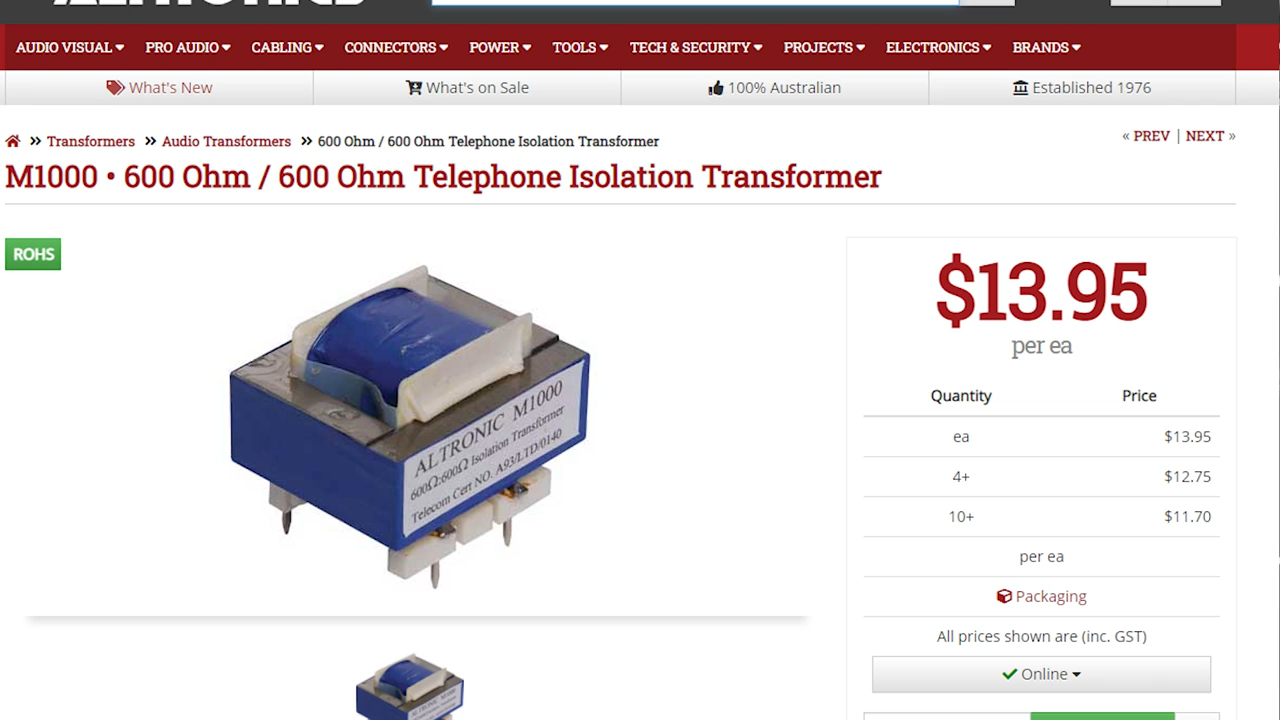 ALTRONICS
AUDIO VISUAL PRO AUDIO CABLING CONNECTORS POWER TOOLS TECH & SECURITY PROJECTS ELECTRONICS BRANDS
What's New What's on Sale 100% Australian Established 1976
» Transformers » Audio Transformers » 600 Ohm / 600 Ohm Telephone Isolation Transformer
« PREV | NEXT »
M1000 • 600 Ohm / 600 Ohm Telephone Isolation Transformer
ROHS
ALTRONIC M1000
600Ω:600Ω Isolation Transformer
Telecom Cert NO. A93/LTD/0140
$13.95
per ea
Quantity Price
ea $13.95
4+ $12.75
10+ $11.70
per ea
Packaging
All prices shown are (inc. GST)
Online